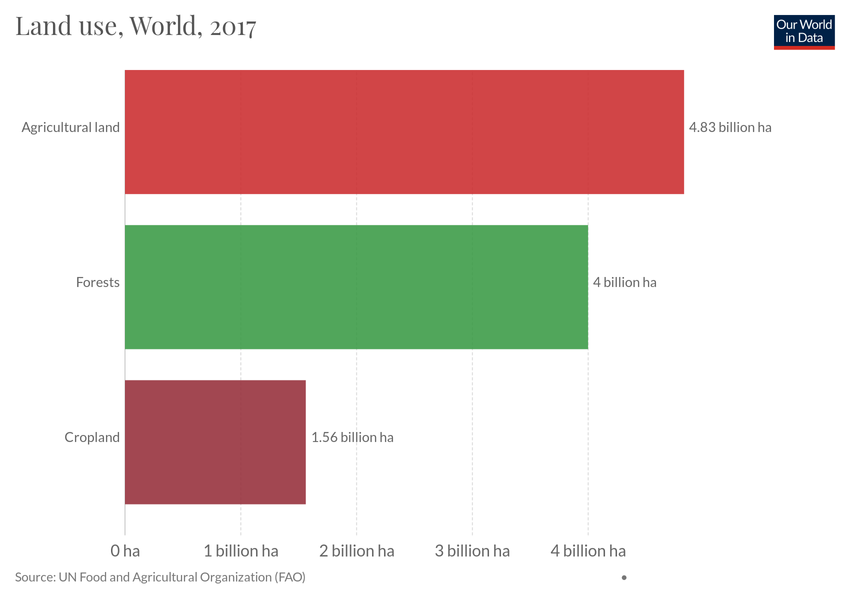 Land use, World, 2017
Our World
in Data
Agricultural land
4.83 billion ha
Forests
4 billion ha
Cropland
1.56 billion ha
0 ha
1 billion ha
2 billion ha
3 billion ha
4 billion ha
Source: UN Food and Agricultural Organization (FAO)
•